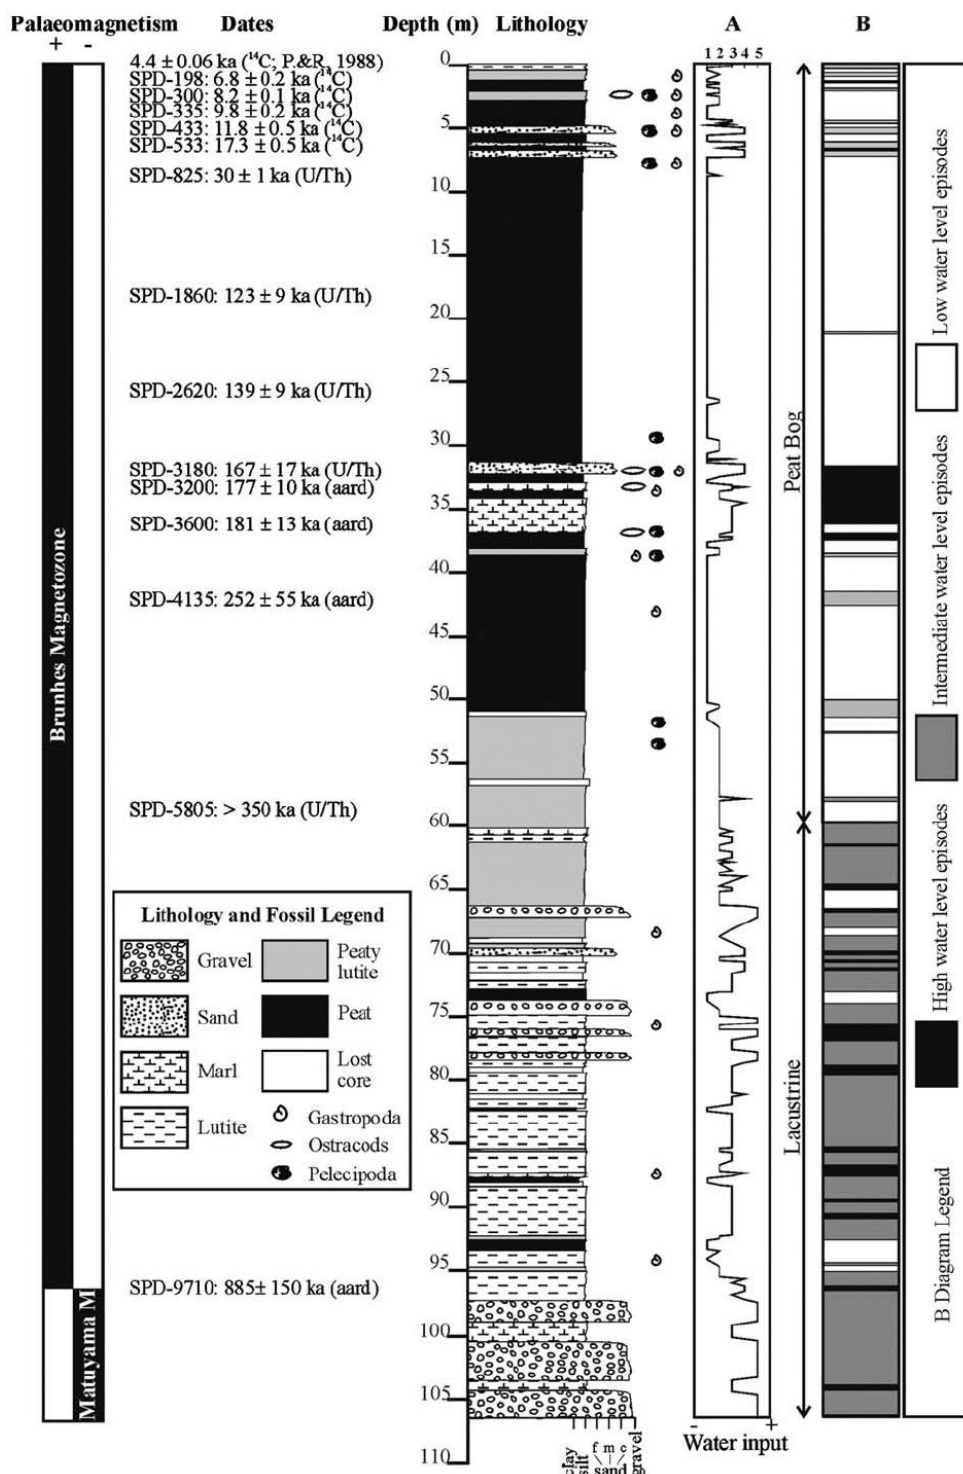 Palaeomagnetism Dates Depth (m) Lithology A B
+ -
1 2 3 4 5
4.4 ± 0.06 ka (¹⁴C; P.&R, 1988)
SPD-198: 6.8 ± 0.2 ka (¹⁴C)
SPD-300: 8.2 ± 0.1 ka (¹⁴C)
SPD-335: 9.8 ± 0.2 ka (¹⁴C)
SPD-433: 11.8 ± 0.5 ka (¹⁴C)
SPD-533: 17.3 ± 0.5 ka (¹⁴C)
SPD-825: 30 ± 1 ka (U/Th)
SPD-1860: 123 ± 9 ka (U/Th)
SPD-2620: 139 ± 9 ka (U/Th)
SPD-3180: 167 ± 17 ka (U/Th)
SPD-3200: 177 ± 10 ka (aard)
SPD-3600: 181 ± 13 ka (aard)
SPD-4135: 252 ± 55 ka (aard)
SPD-5805: > 350 ka (U/Th)
SPD-9710: 885± 150 ka (aard)
Brunhes Magnetozone
Matuyama M
0
5
10
15
20
25
30
35
40
45
50
55
60
65
70
75
80
85
90
95
100
105
110
Lithology and Fossil Legend
Gravel
Peaty
lutite
Sand
Peat
Marl
Lost
core
Lutite
Gastropoda
Ostracods
Pelecipoda
clay
silt
f m c
sand
gravel
- +
Water input
Peat Bog
Lacustrine
Low water level episodes
Intermediate water level episodes
High water level episodes
B Diagram Legend